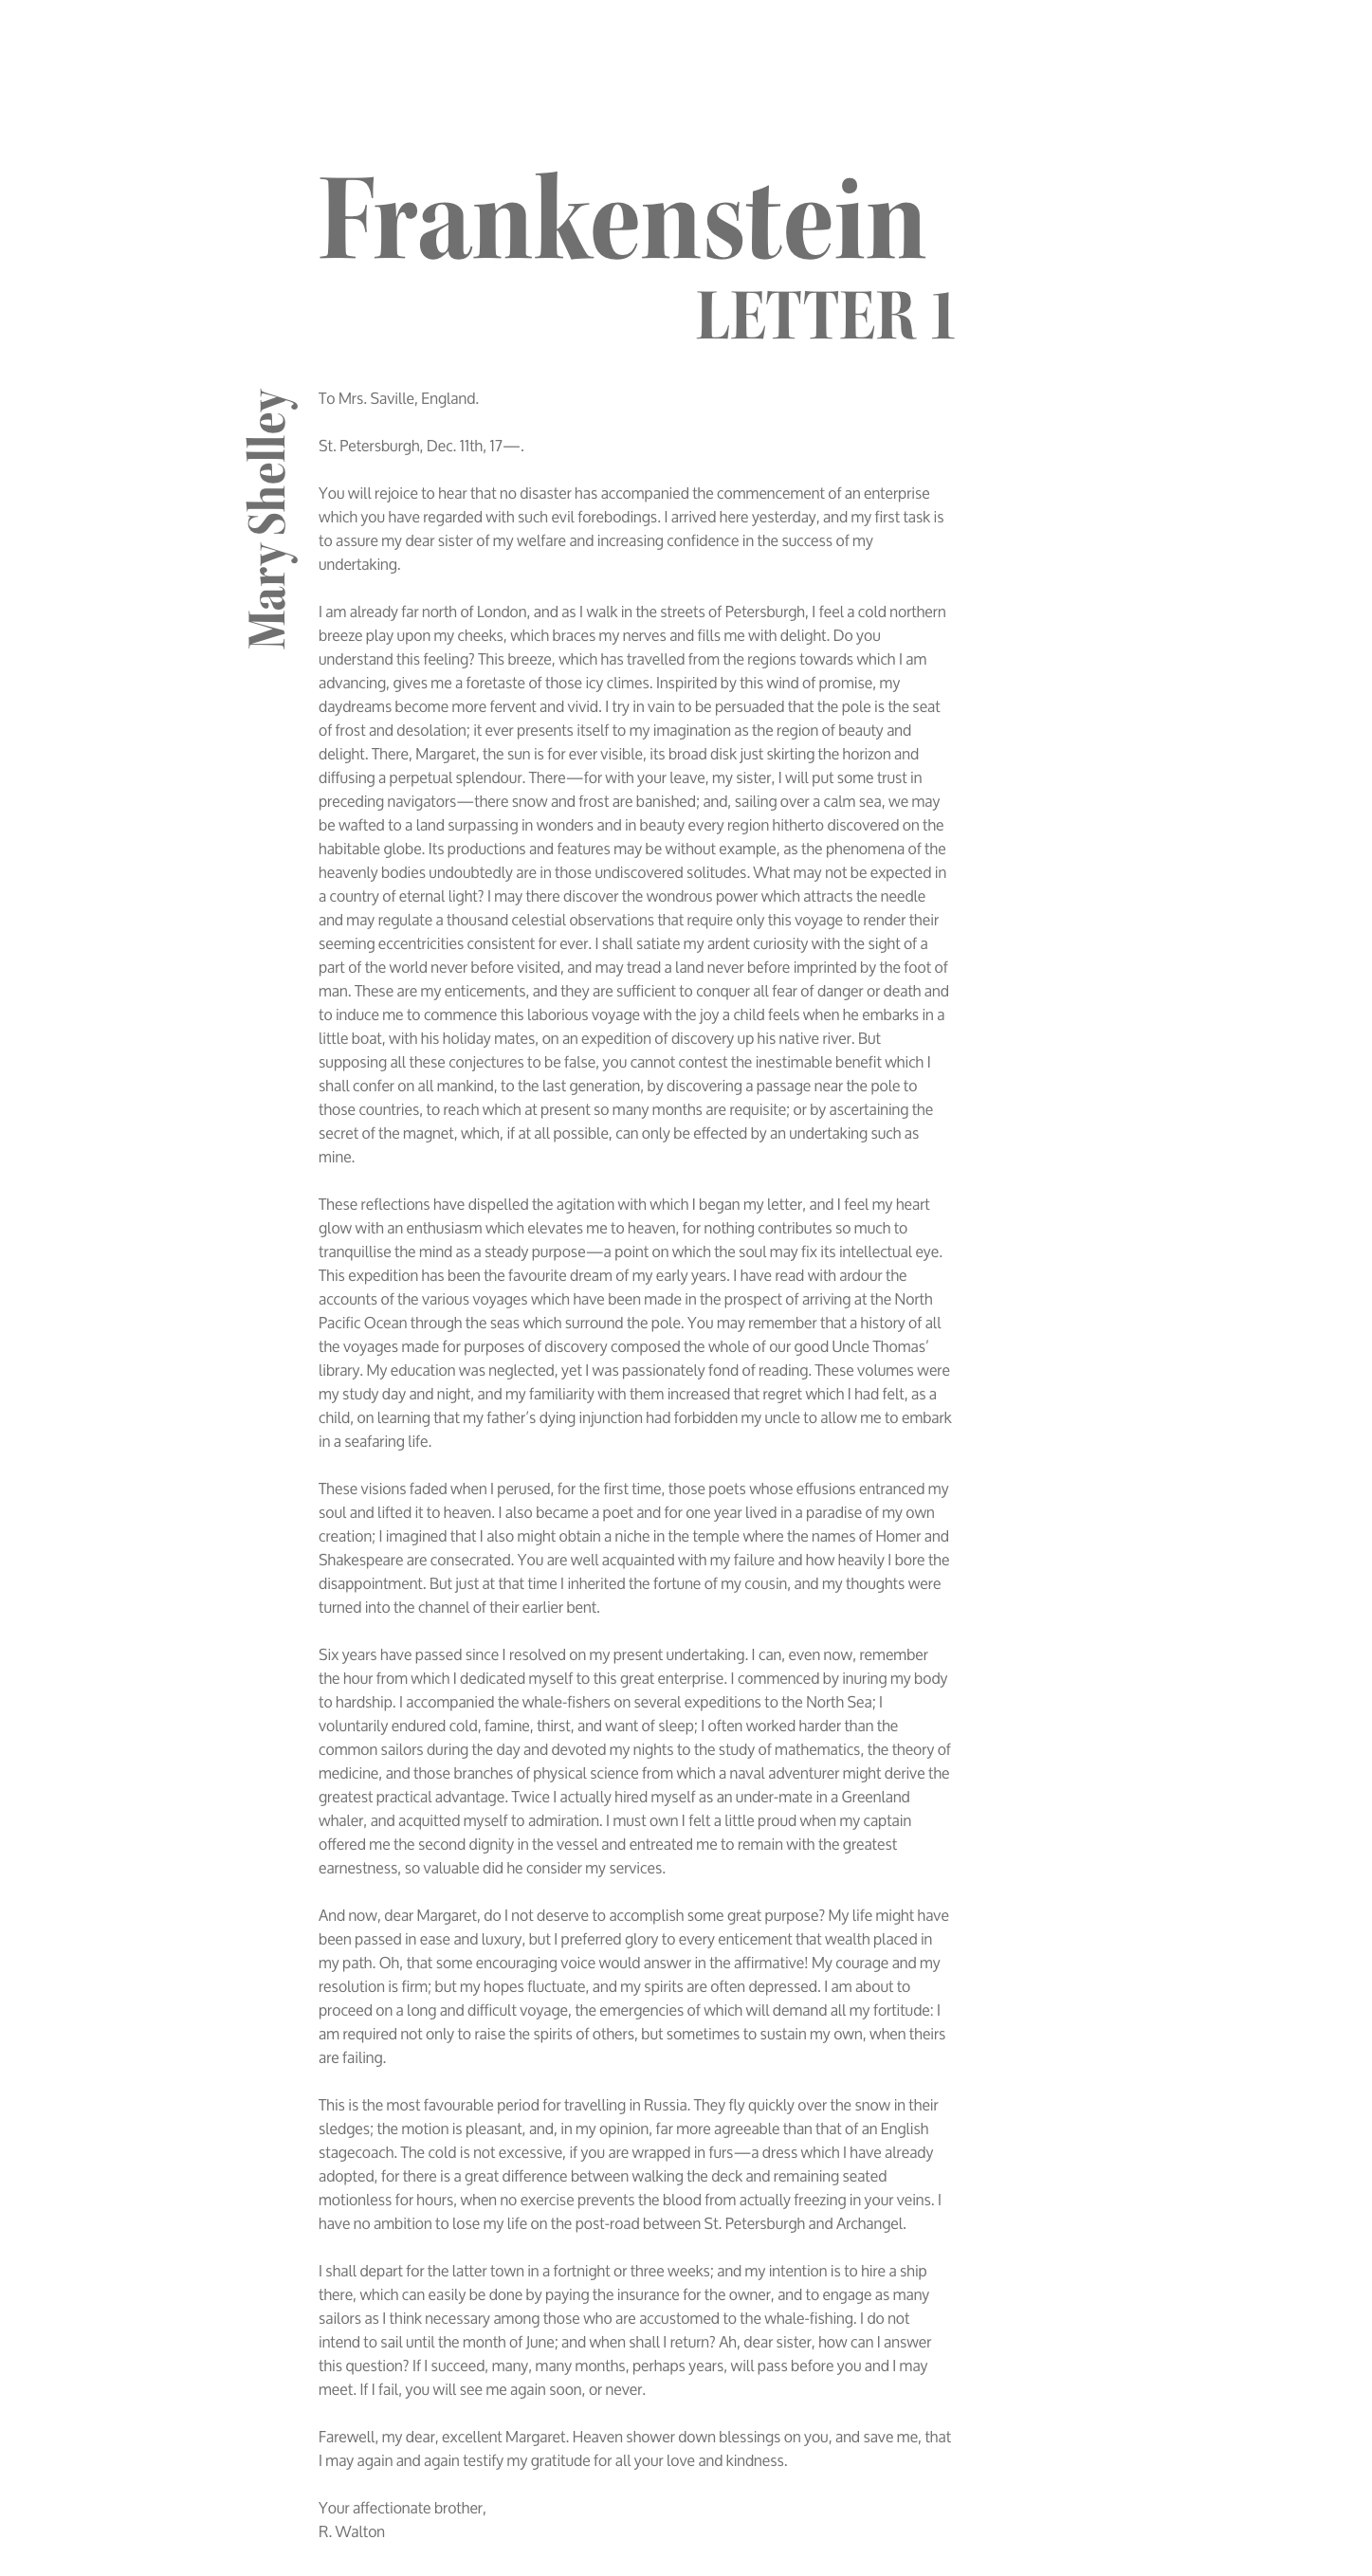 Frankenstein
LETTER 1
Mary Shelley
To Mrs. Saville, England.
St. Petersburgh, Dec. 11th, 17—.
You will rejoice to hear that no disaster has accompanied the commencement of an enterprise
which you have regarded with such evil forebodings. I arrived here yesterday, and my first task is
to assure my dear sister of my welfare and increasing confidence in the success of my
undertaking.
I am already far north of London, and as I walk in the streets of Petersburgh, I feel a cold northern
breeze play upon my cheeks, which braces my nerves and fills me with delight. Do you
understand this feeling? This breeze, which has travelled from the regions towards which I am
advancing, gives me a foretaste of those icy climes. Inspirited by this wind of promise, my
daydreams become more fervent and vivid. I try in vain to be persuaded that the pole is the seat
of frost and desolation; it ever presents itself to my imagination as the region of beauty and
delight. There, Margaret, the sun is for ever visible, its broad disk just skirting the horizon and
diffusing a perpetual splendour. There—for with your leave, my sister, I will put some trust in
preceding navigators—there snow and frost are banished; and, sailing over a calm sea, we may
be wafted to a land surpassing in wonders and in beauty every region hitherto discovered on the
habitable globe. Its productions and features may be without example, as the phenomena of the
heavenly bodies undoubtedly are in those undiscovered solitudes. What may not be expected in
a country of eternal light? I may there discover the wondrous power which attracts the needle
and may regulate a thousand celestial observations that require only this voyage to render their
seeming eccentricities consistent for ever. I shall satiate my ardent curiosity with the sight of a
part of the world never before visited, and may tread a land never before imprinted by the foot of
man. These are my enticements, and they are sufficient to conquer all fear of danger or death and
to induce me to commence this laborious voyage with the joy a child feels when he embarks in a
little boat, with his holiday mates, on an expedition of discovery up his native river. But
supposing all these conjectures to be false, you cannot contest the inestimable benefit which I
shall confer on all mankind, to the last generation, by discovering a passage near the pole to
those countries, to reach which at present so many months are requisite; or by ascertaining the
secret of the magnet, which, if at all possible, can only be effected by an undertaking such as
mine.
These reflections have dispelled the agitation with which I began my letter, and I feel my heart
glow with an enthusiasm which elevates me to heaven, for nothing contributes so much to
tranquillise the mind as a steady purpose—a point on which the soul may fix its intellectual eye.
This expedition has been the favourite dream of my early years. I have read with ardour the
accounts of the various voyages which have been made in the prospect of arriving at the North
Pacific Ocean through the seas which surround the pole. You may remember that a history of all
the voyages made for purposes of discovery composed the whole of our good Uncle Thomas’
library. My education was neglected, yet I was passionately fond of reading. These volumes were
my study day and night, and my familiarity with them increased that regret which I had felt, as a
child, on learning that my father’s dying injunction had forbidden my uncle to allow me to embark
in a seafaring life.
These visions faded when I perused, for the first time, those poets whose effusions entranced my
soul and lifted it to heaven. I also became a poet and for one year lived in a paradise of my own
creation; I imagined that I also might obtain a niche in the temple where the names of Homer and
Shakespeare are consecrated. You are well acquainted with my failure and how heavily I bore the
disappointment. But just at that time I inherited the fortune of my cousin, and my thoughts were
turned into the channel of their earlier bent.
Six years have passed since I resolved on my present undertaking. I can, even now, remember
the hour from which I dedicated myself to this great enterprise. I commenced by inuring my body
to hardship. I accompanied the whale-fishers on several expeditions to the North Sea; I
voluntarily endured cold, famine, thirst, and want of sleep; I often worked harder than the
common sailors during the day and devoted my nights to the study of mathematics, the theory of
medicine, and those branches of physical science from which a naval adventurer might derive the
greatest practical advantage. Twice I actually hired myself as an under-mate in a Greenland
whaler, and acquitted myself to admiration. I must own I felt a little proud when my captain
offered me the second dignity in the vessel and entreated me to remain with the greatest
earnestness, so valuable did he consider my services.
And now, dear Margaret, do I not deserve to accomplish some great purpose? My life might have
been passed in ease and luxury, but I preferred glory to every enticement that wealth placed in
my path. Oh, that some encouraging voice would answer in the affirmative! My courage and my
resolution is firm; but my hopes fluctuate, and my spirits are often depressed. I am about to
proceed on a long and difficult voyage, the emergencies of which will demand all my fortitude: I
am required not only to raise the spirits of others, but sometimes to sustain my own, when theirs
are failing.
This is the most favourable period for travelling in Russia. They fly quickly over the snow in their
sledges; the motion is pleasant, and, in my opinion, far more agreeable than that of an English
stagecoach. The cold is not excessive, if you are wrapped in furs—a dress which I have already
adopted, for there is a great difference between walking the deck and remaining seated
motionless for hours, when no exercise prevents the blood from actually freezing in your veins. I
have no ambition to lose my life on the post-road between St. Petersburgh and Archangel.
I shall depart for the latter town in a fortnight or three weeks; and my intention is to hire a ship
there, which can easily be done by paying the insurance for the owner, and to engage as many
sailors as I think necessary among those who are accustomed to the whale-fishing. I do not
intend to sail until the month of June; and when shall I return? Ah, dear sister, how can I answer
this question? If I succeed, many, many months, perhaps years, will pass before you and I may
meet. If I fail, you will see me again soon, or never.
Farewell, my dear, excellent Margaret. Heaven shower down blessings on you, and save me, that
I may again and again testify my gratitude for all your love and kindness.
Your affectionate brother,
R. Walton